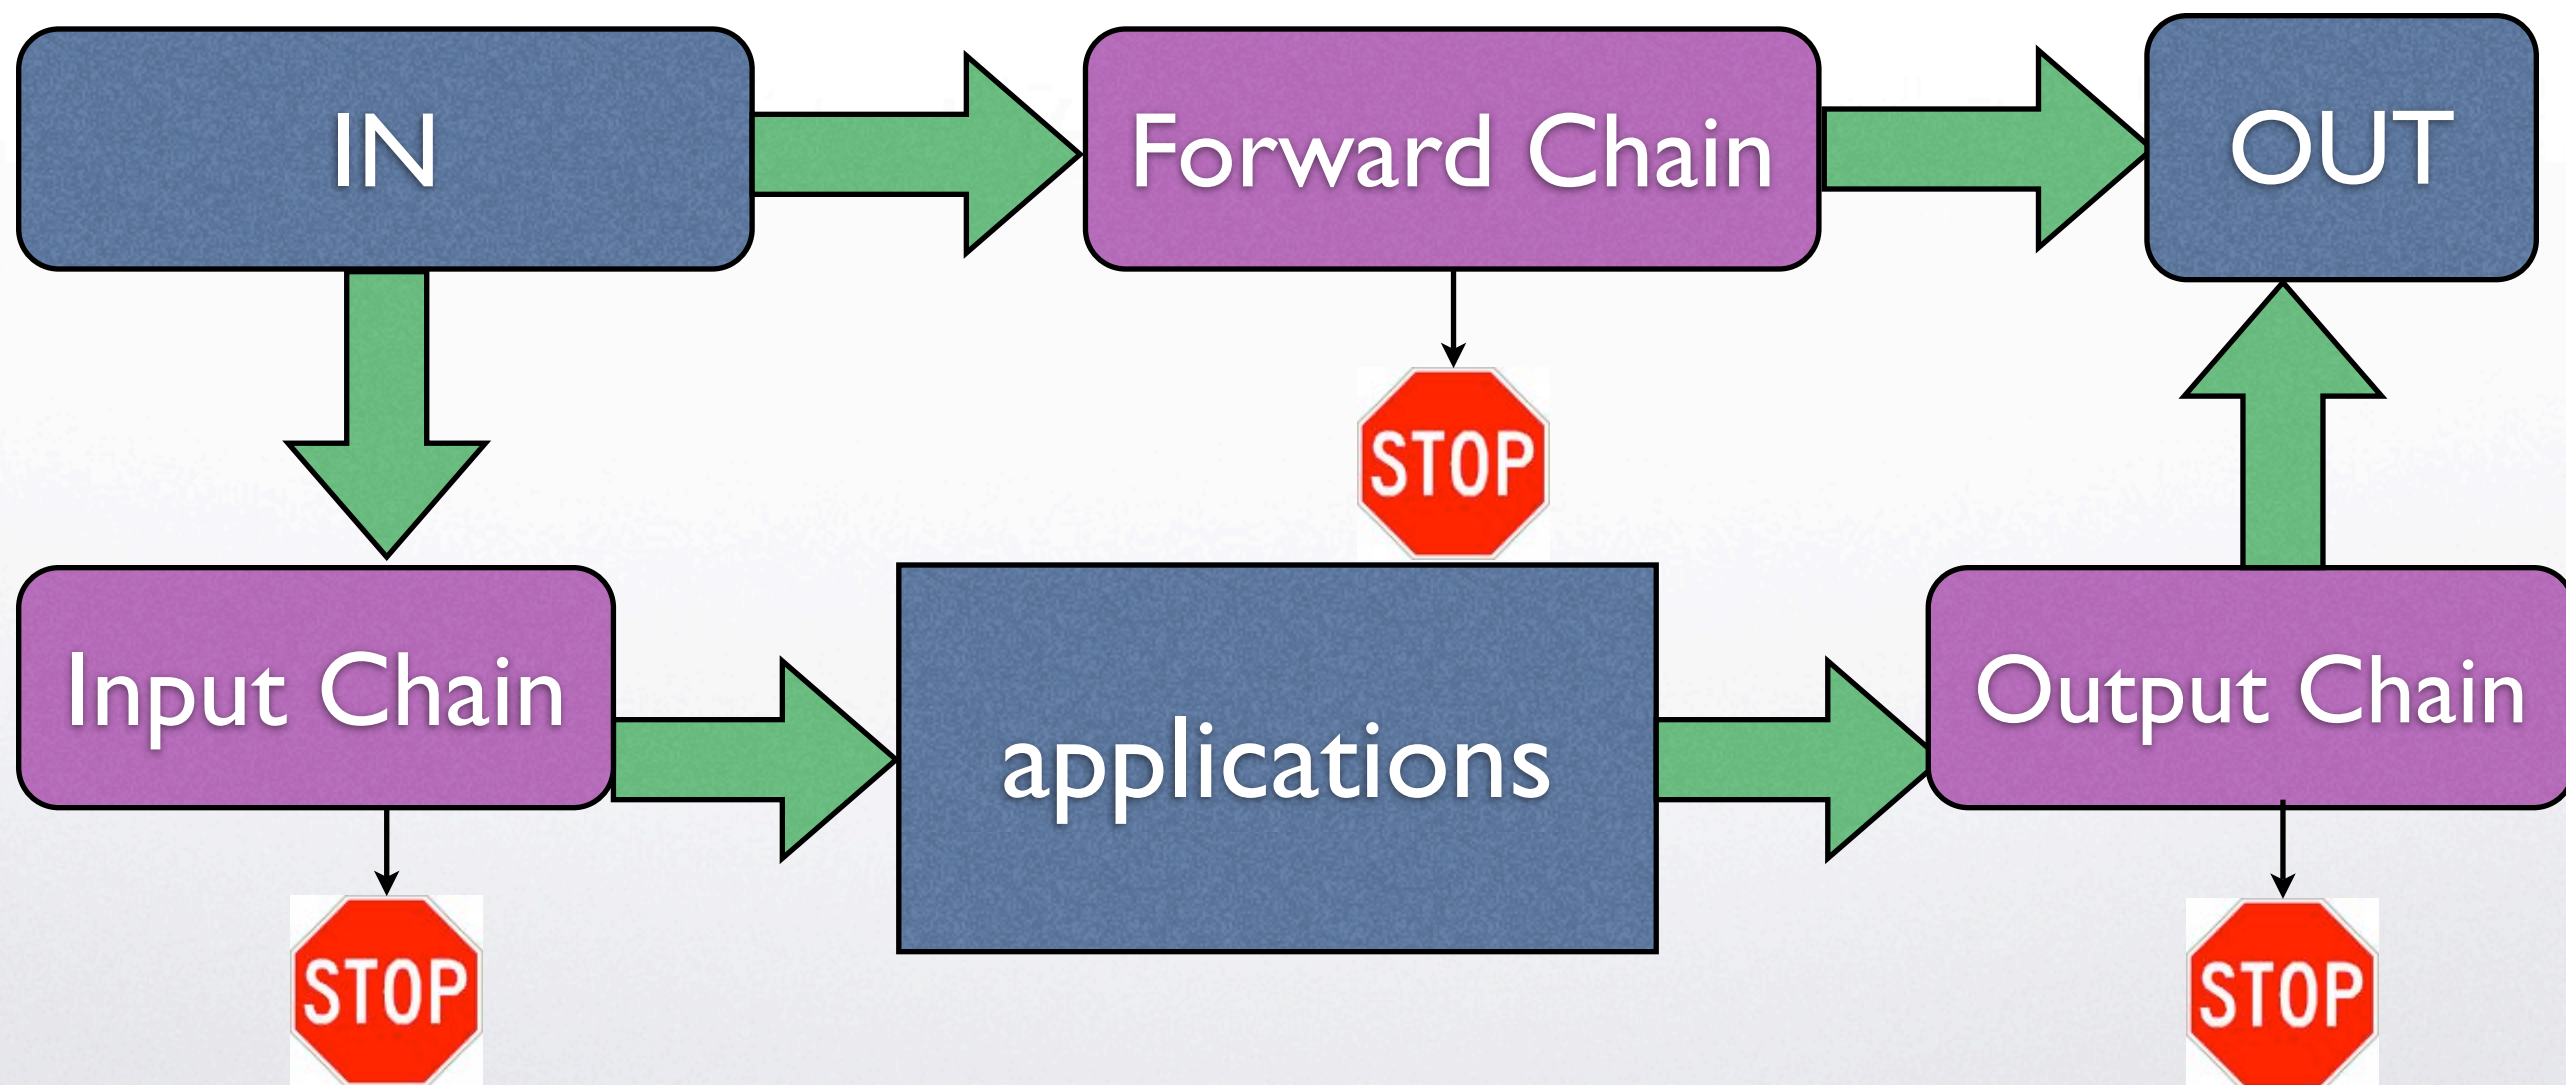 IN
Forward Chain
OUT
STOP
Input Chain
applications
Output Chain
STOP
STOP